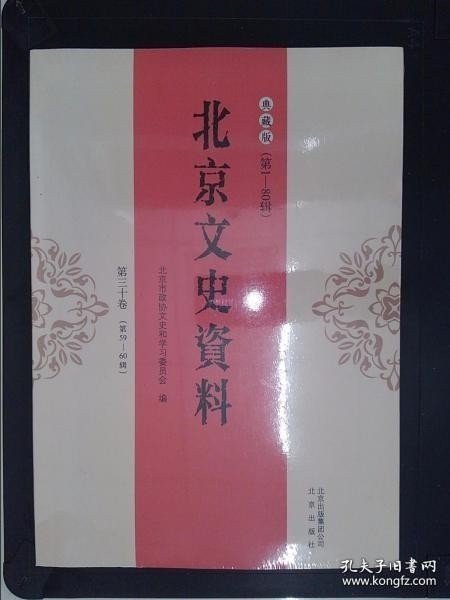 典藏版(第1—80辑)
北京文史資料
北京市政协文史和学习委员会 编
第三十卷(第59—60辑)
北京出版集团公司
北京出版社
孔夫子旧书网
www.kongfz.com